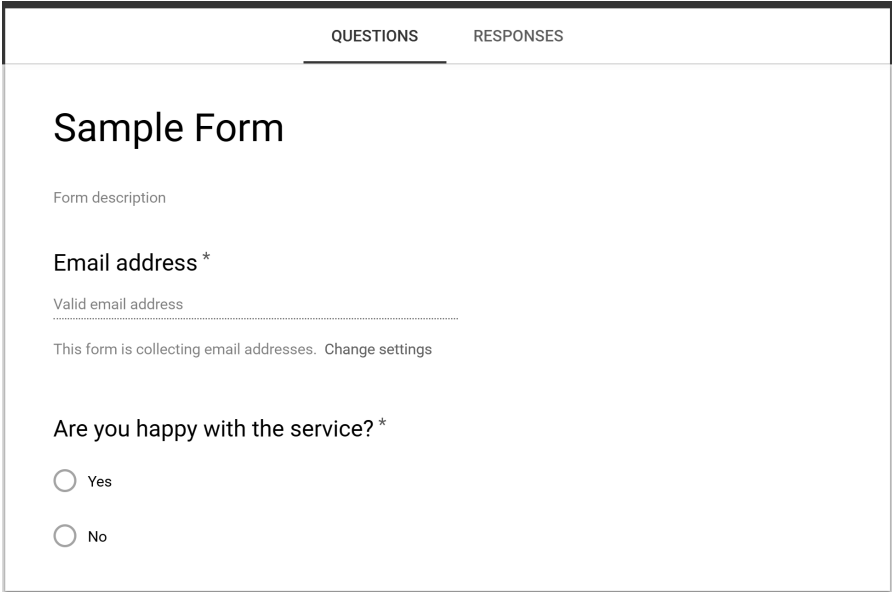 QUESTIONS RESPONSES
Sample Form
Form description
Email address *
Valid email address
This form is collecting email addresses. Change settings
Are you happy with the service? *
Yes
No